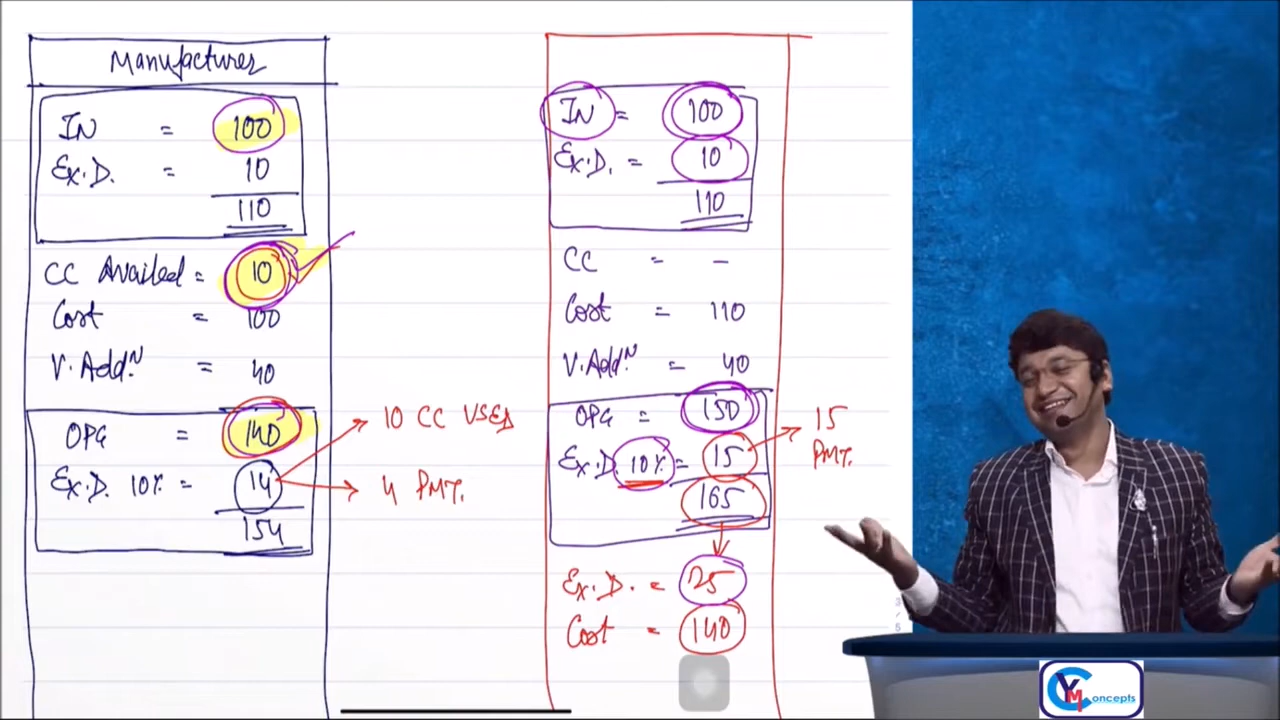 Manufacturer
IN = 100
Ex.D. = 10
110
CC Availed = 10
Cost = 100
V. Addn = 40
OPG = 140
Ex.D. 10% = 14
154
10 CC USED
4 PMT.
IN = 100
Ex.D. = 10
110
CC = -
Cost = 110
V. Addn = 40
OPG = 150
Ex.D. 10% = 15
165
15
PMT.
Ex.D. = 25
Cost = 140
CYM
Concepts